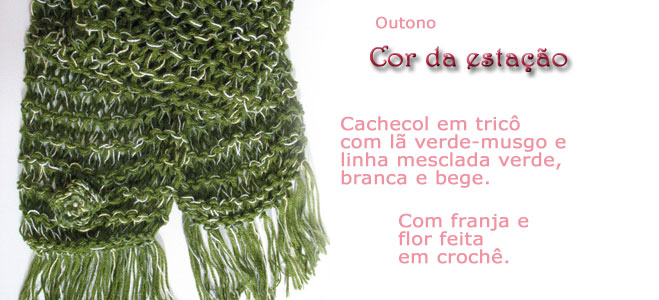 Outono
Cor da estação
Cachecol em tricô
com lã verde-musgo e
linha mesclada verde,
branca e bege.
Com franja e
flor feita
em crochê.